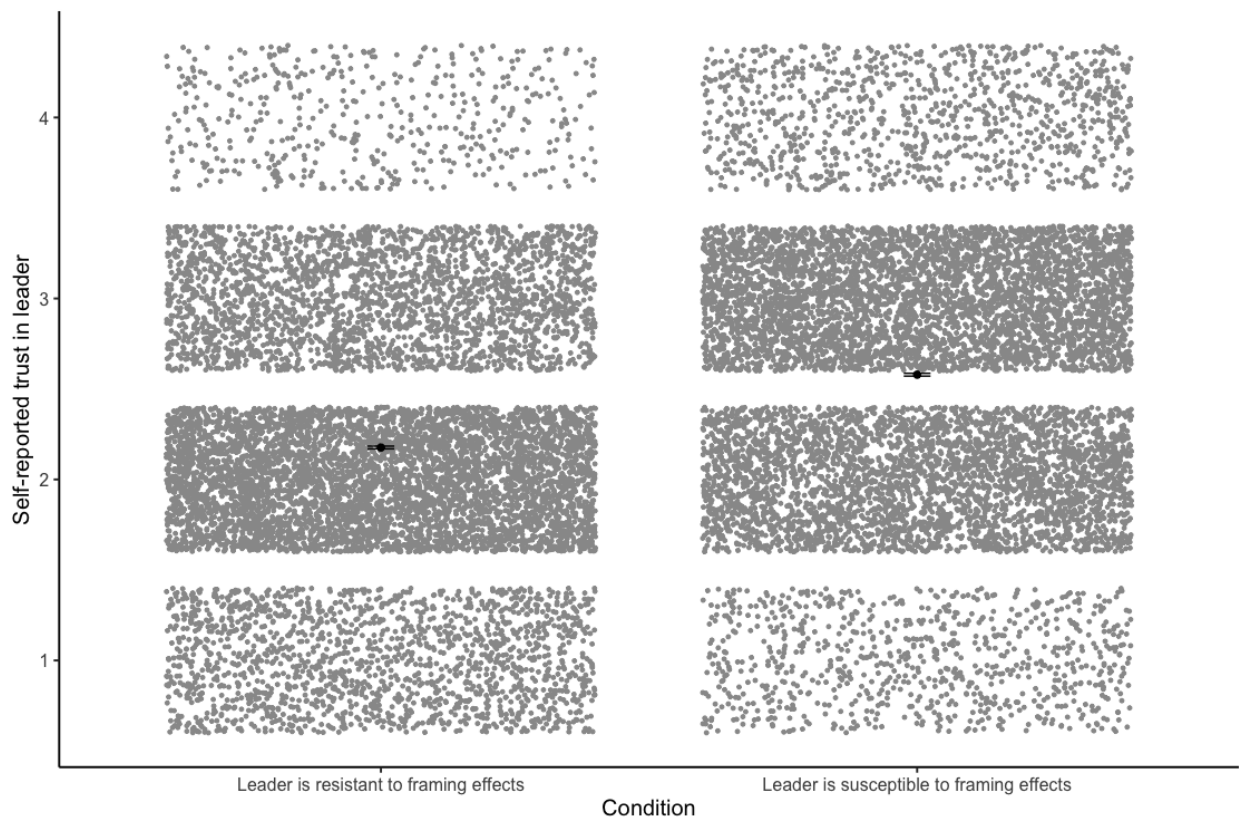 Self-reported trust in leader
4
3
2
1
Leader is resistant to framing effects
Leader is susceptible to framing effects
Condition